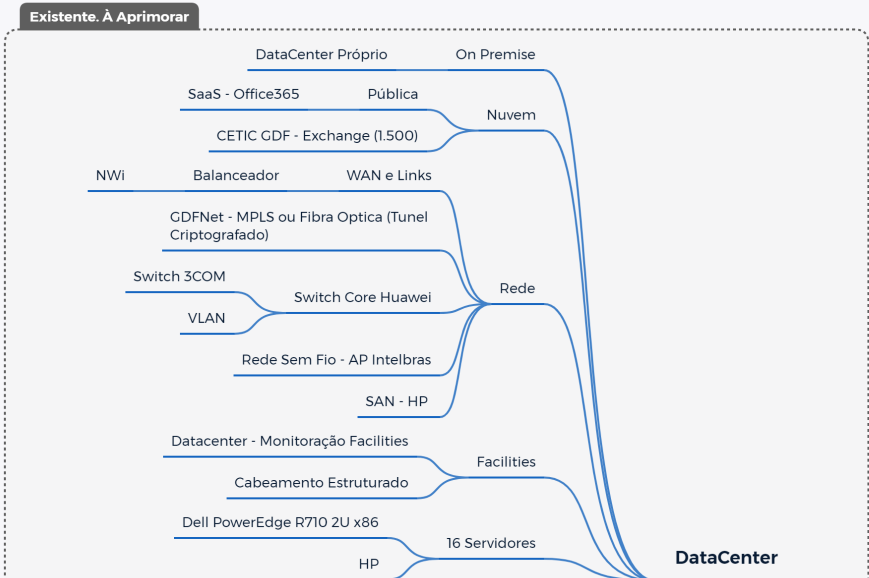 Existente. À Aprimorar
DataCenter Próprio
On Premise
SaaS - Office365
Pública
Nuvem
CETIC GDF - Exchange (1.500)
NWi
Balanceador
WAN e Links
GDFNet - MPLS ou Fibra Optica (Tunel
Criptografado)
Switch 3COM
Switch Core Huawei
Rede
VLAN
Rede Sem Fio - AP Intelbras
SAN - HP
Datacenter - Monitoração Facilities
Facilities
Cabeamento Estruturado
Dell PowerEdge R710 2U x86
16 Servidores
HP
DataCenter